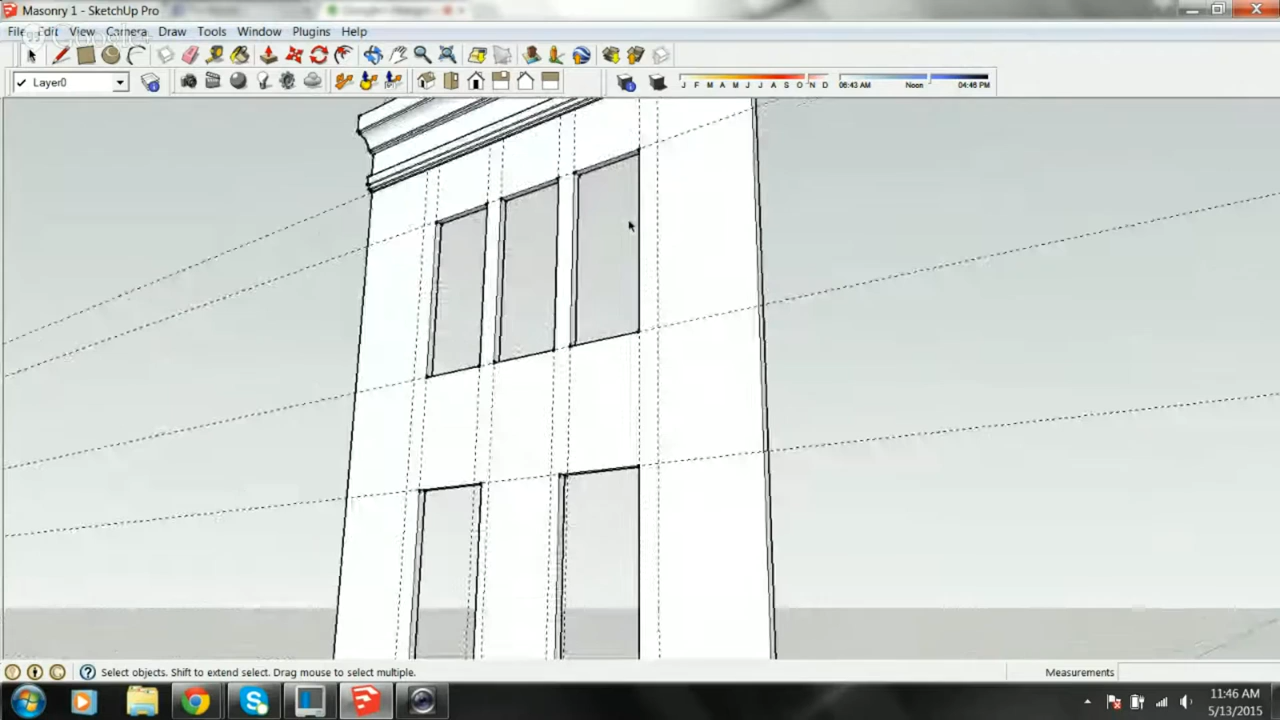 Masonry 1 - SketchUp Pro
File Edit View Camera Draw Tools Window Plugins Help
Layer0
J F M A M J J A S O N D
06:43 AM Noon 04:46 PM
Select objects. Shift to extend select. Drag mouse to select multiple.
Measurements
11:46 AM
5/13/2015